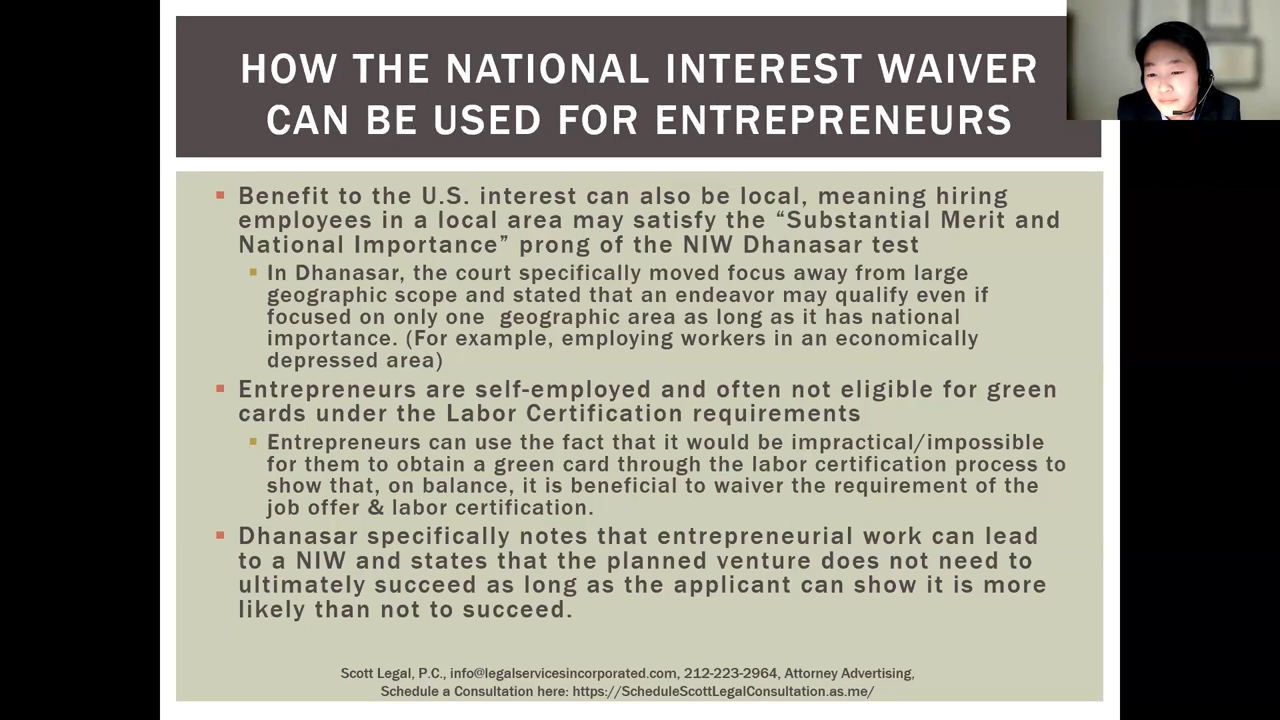 HOW THE NATIONAL INTEREST WAIVER
CAN BE USED FOR ENTREPRENEURS
Benefit to the U.S. interest can also be local, meaning hiring
employees in a local area may satisfy the “Substantial Merit and
National Importance” prong of the NIW Dhanasar test
In Dhanasar, the court specifically moved focus away from large
geographic scope and stated that an endeavor may qualify even if
focused on only one geographic area as long as it has national
importance. (For example, employing workers in an economically
depressed area)
Entrepreneurs are self-employed and often not eligible for green
cards under the Labor Certification requirements
Entrepreneurs can use the fact that it would be impractical/impossible
for them to obtain a green card through the labor certification process to
show that, on balance, it is beneficial to waiver the requirement of the
job offer & labor certification.
Dhanasar specifically notes that entrepreneurial work can lead
to a NIW and states that the planned venture does not need to
ultimately succeed as long as the applicant can show it is more
likely than not to succeed.
Scott Legal, P.C., info@legalservicesincorporated.com, 212-223-2964, Attorney Advertising,
Schedule a Consultation here: https://ScheduleScottLegalConsultation.as.me/